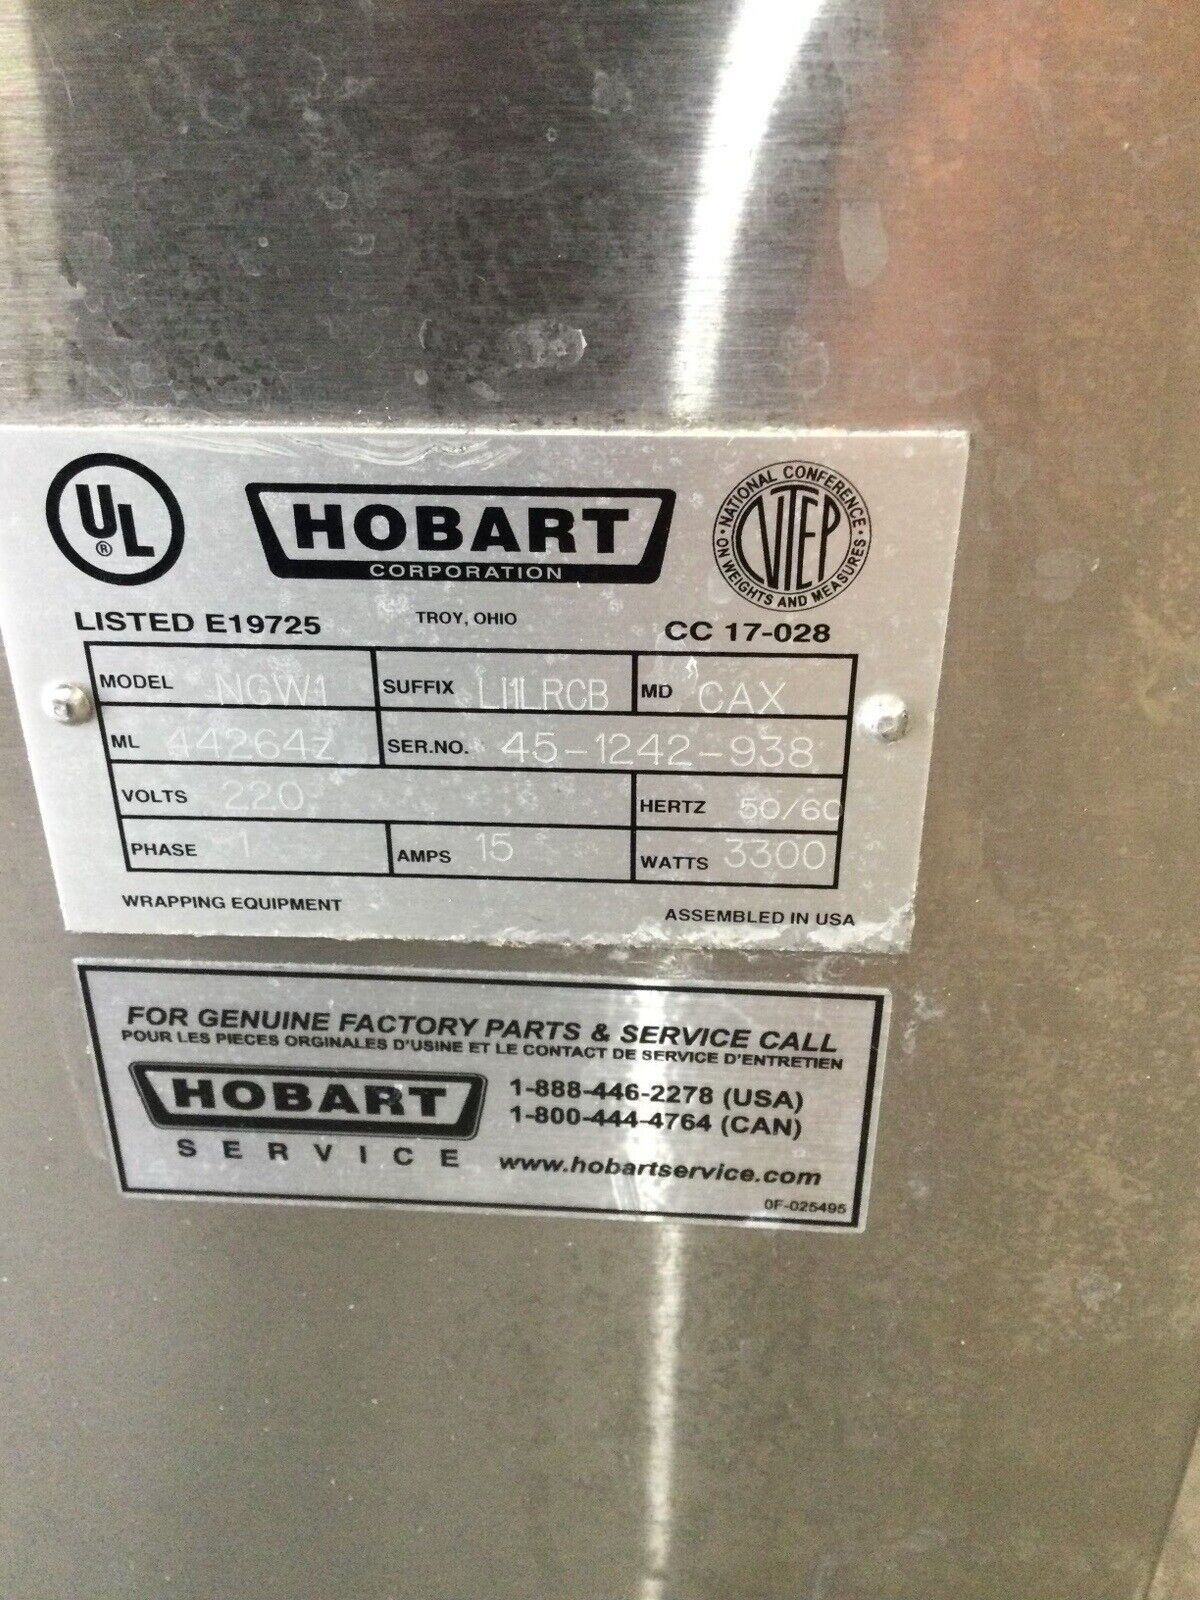 UL ®
HOBART
CORPORATION
NATIONAL CONFERENCE ON WEIGHTS AND MEASURES
NTEP
LISTED E19725
TROY, OHIO
CC 17-028
MODEL NGW1 SUFFIX LI1LRCB MD CAX
ML 44264Z SER.NO. 45-1242-938
VOLTS 220 HERTZ 50/60
PHASE 1 AMPS 15 WATTS 3300
WRAPPING EQUIPMENT ASSEMBLED IN USA
FOR GENUINE FACTORY PARTS & SERVICE CALL
POUR LES PIECES ORGINALES D'USINE ET LE CONTACT DE SERVICE D'ENTRETIEN
HOBART
SERVICE
1-888-446-2278 (USA)
1-800-444-4764 (CAN)
www.hobartservice.com
0F-025495